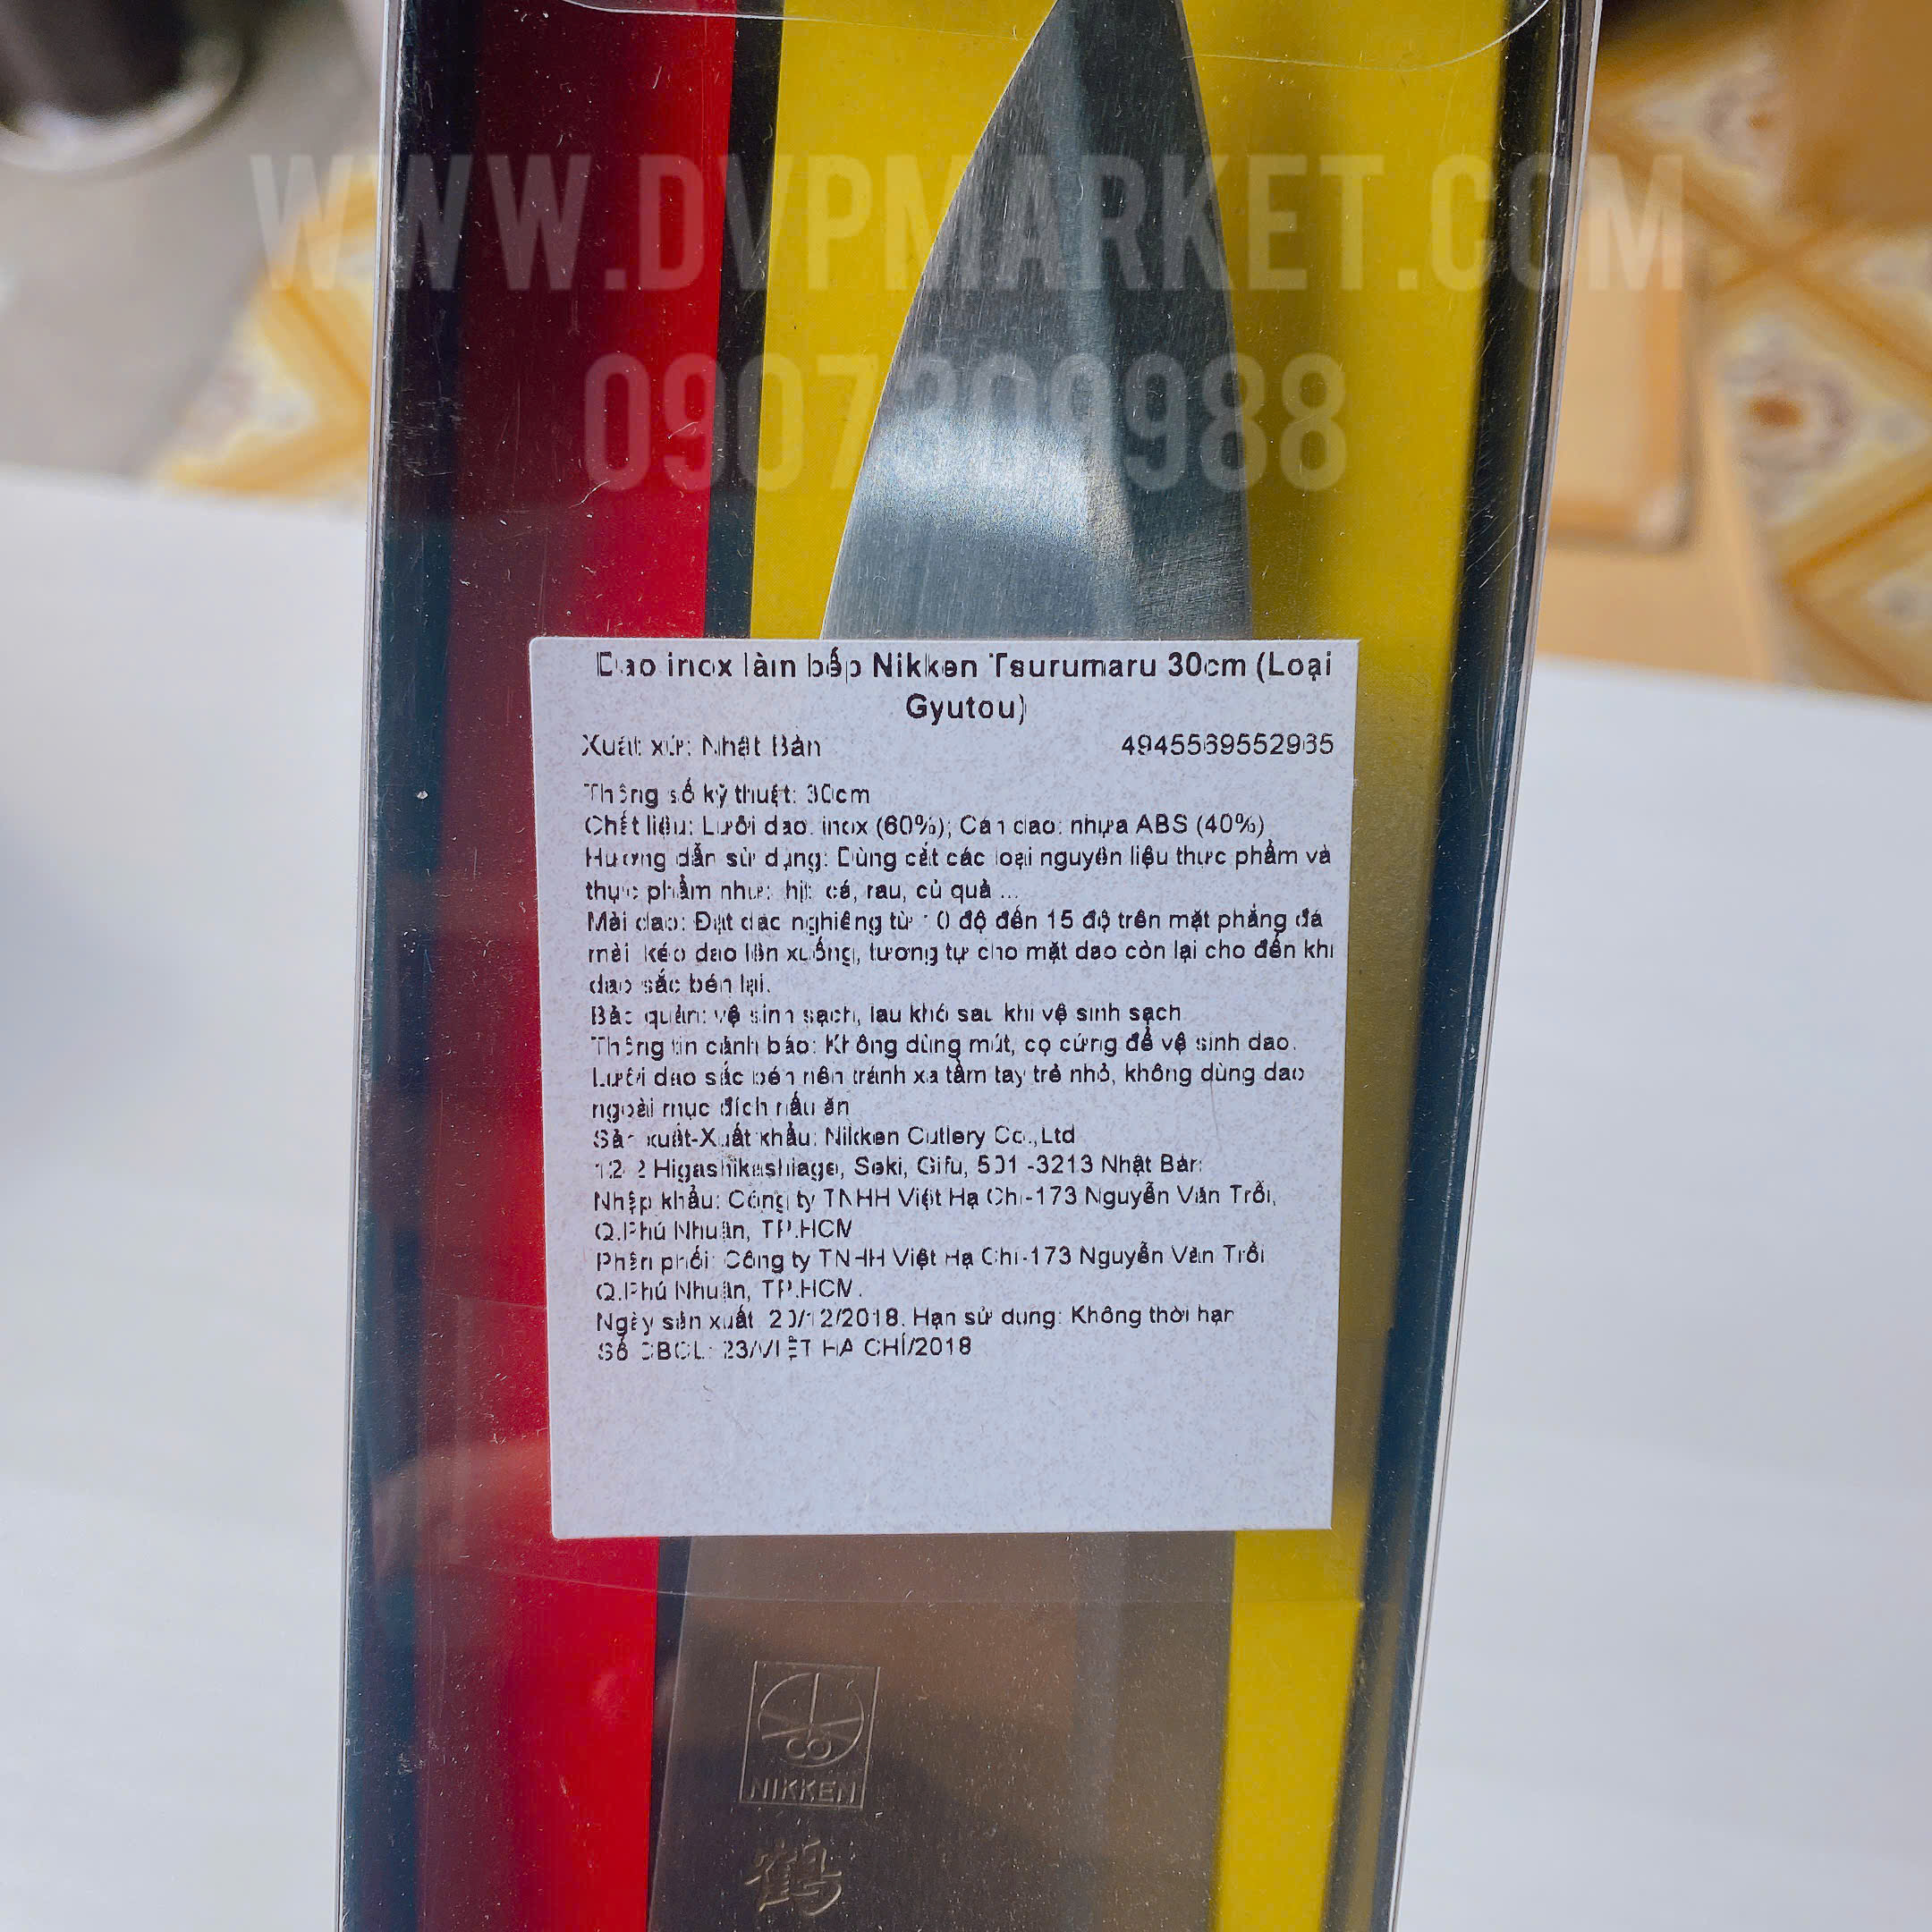 WWW.DVPMARKET.COM
Dao inox làm bếp Nikken Tsurumaru 30cm (Loại
Gyutou)
Xuất xứ: Nhật Bản 4945569552965
Thông số kỹ thuật: 30cm
Chất liệu: Lưỡi dao: inox (60%); Cán dao: nhựa ABS (40%)
Hương dẫn sử dụng: Dùng cắt các loại nguyên liệu thực phẩm và
thực phẩm như: thịt, cá, rau, củ quả ...
Mài dao: Đặt dao nghiêng từ 10 độ đến 15 độ trên mặt phẳng đá
mài, kéo dao lên xuống, tương tự cho mặt dao còn lại cho đến khi
dao sắc bén lại.
Bảo quản: vệ sinh sạch, lau khô sau khi vệ sinh sạch
Thông tin cảnh báo: Không dùng mút, cọ cứng để vệ sinh dao.
Lưỡi dao sắc bén nên tránh xa tầm tay trẻ nhỏ, không dùng dao
ngoài mục đích nấu ăn
Sản xuất-Xuất khẩu: Nikken Cutlery Co.,Ltd
12-2 Higashikashiage, Seki, Gifu, 501-3213 Nhật Bản
Nhập khẩu: Công ty TNHH Việt Hạ Chí-173 Nguyễn Văn Trỗi,
Q.Phú Nhuận, TP.HCM
Phân phối: Công ty TNHH Việt Hạ Chí-173 Nguyễn Văn Trỗi
Q.Phú Nhuận, TP.HCM.
Ngày sản xuất: 20/12/2018. Hạn sử dụng: Không thời hạn
Số CBCL: 23/VIỆT HẠ CHÍ/2018
CO
NIKKEN
鶴